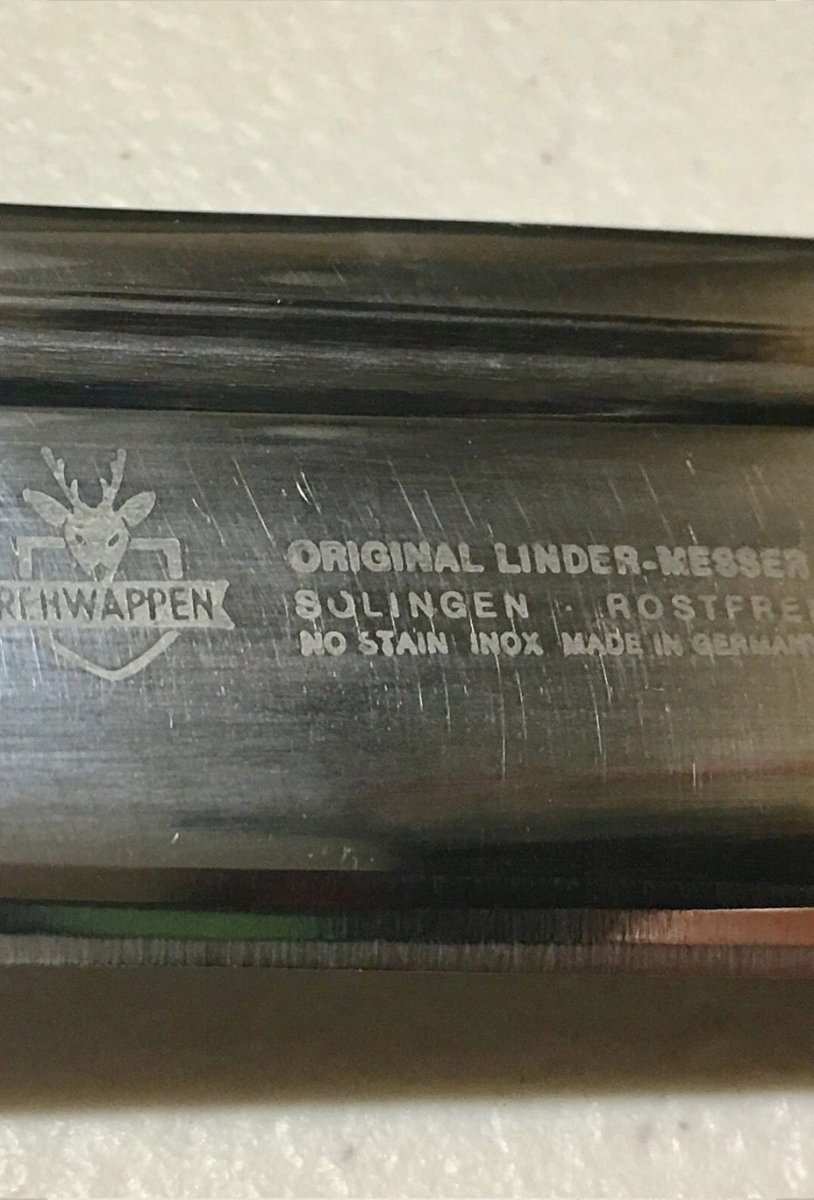 REHWAPPEN
ORIGINAL LINDER-MESSER
SOLINGEN · ROSTFREI
NO STAIN INOX MADE IN GERMANY